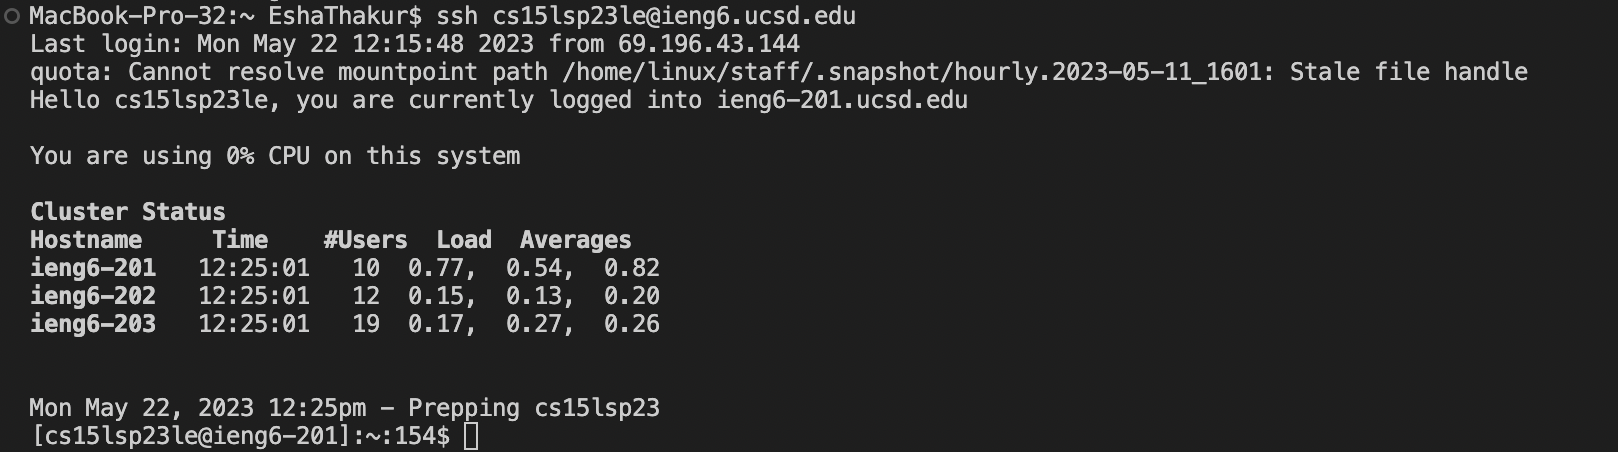 MacBook-Pro-32:~ EshaThakur$ ssh cs15lsp23le@ieng6.ucsd.edu
Last login: Mon May 22 12:15:48 2023 from 69.196.43.144
quota: Cannot resolve mountpoint path /home/linux/staff/.snapshot/hourly.2023-05-11_1601: Stale file handle
Hello cs15lsp23le, you are currently logged into ieng6-201.ucsd.edu
You are using 0% CPU on this system
Cluster Status
Hostname     Time    #Users  Load  Averages
ieng6-201   12:25:01   10  0.77,  0.54,  0.82
ieng6-202   12:25:01   12  0.15,  0.13,  0.20
ieng6-203   12:25:01   19  0.17,  0.27,  0.26
Mon May 22, 2023 12:25pm - Prepping cs15lsp23
[cs15lsp23le@ieng6-201]:~:154$